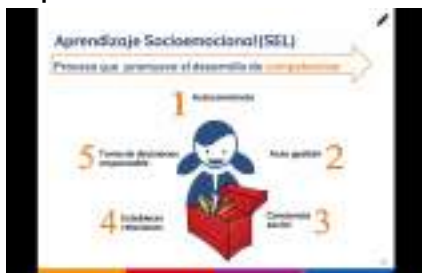 Aprendizaje Socioemocional(SEL)
Proceso que promueve el desarrollo de competencias
1 Autoconciencia
5 Toma de decisiones
responsable
Auto gestión 2
4 Establecer
relaciones
Conciencia
social 3